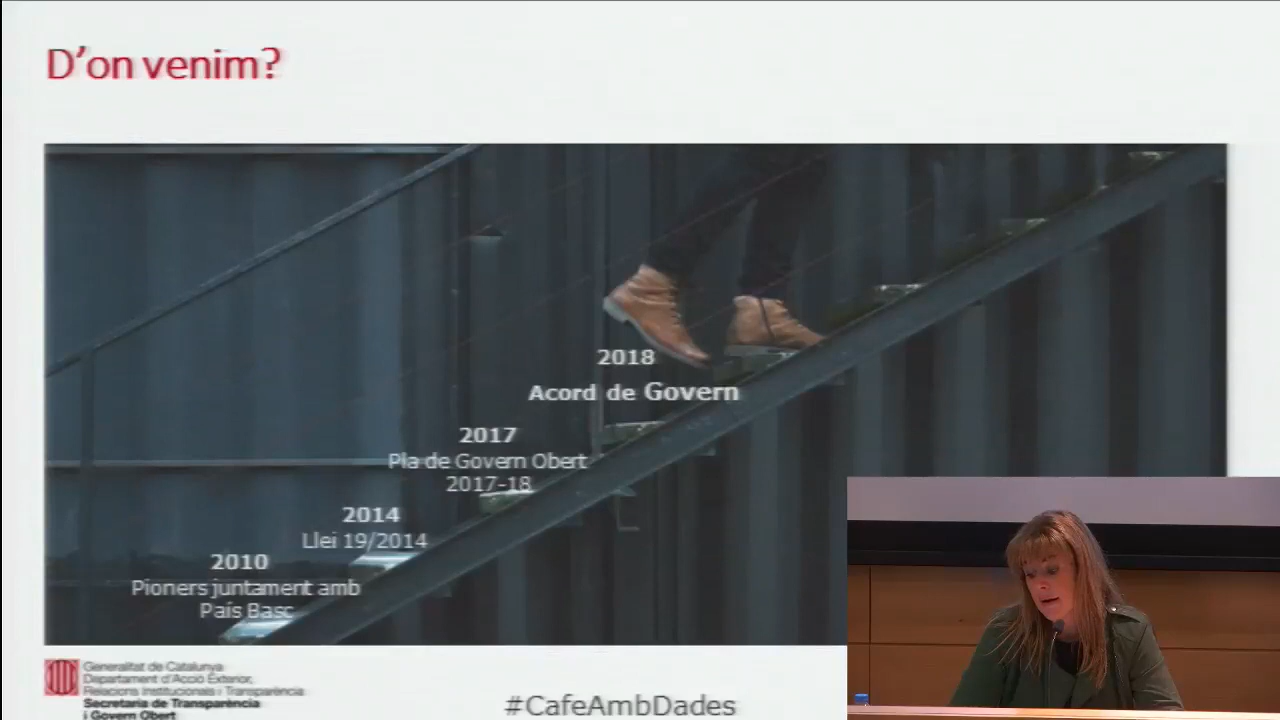 D'on venim?
2018
Acord de Govern
2017
Pla de Govern Obert
2017-18
2014
Llei 19/2014
2010
Pioners juntament amb
País Basc
Generalitat de Catalunya
Departament d'Acció Exterior,
Relacions Institucionals i Transparència
Secretaria de Transparència
i Govern Obert
#CafeAmbDades